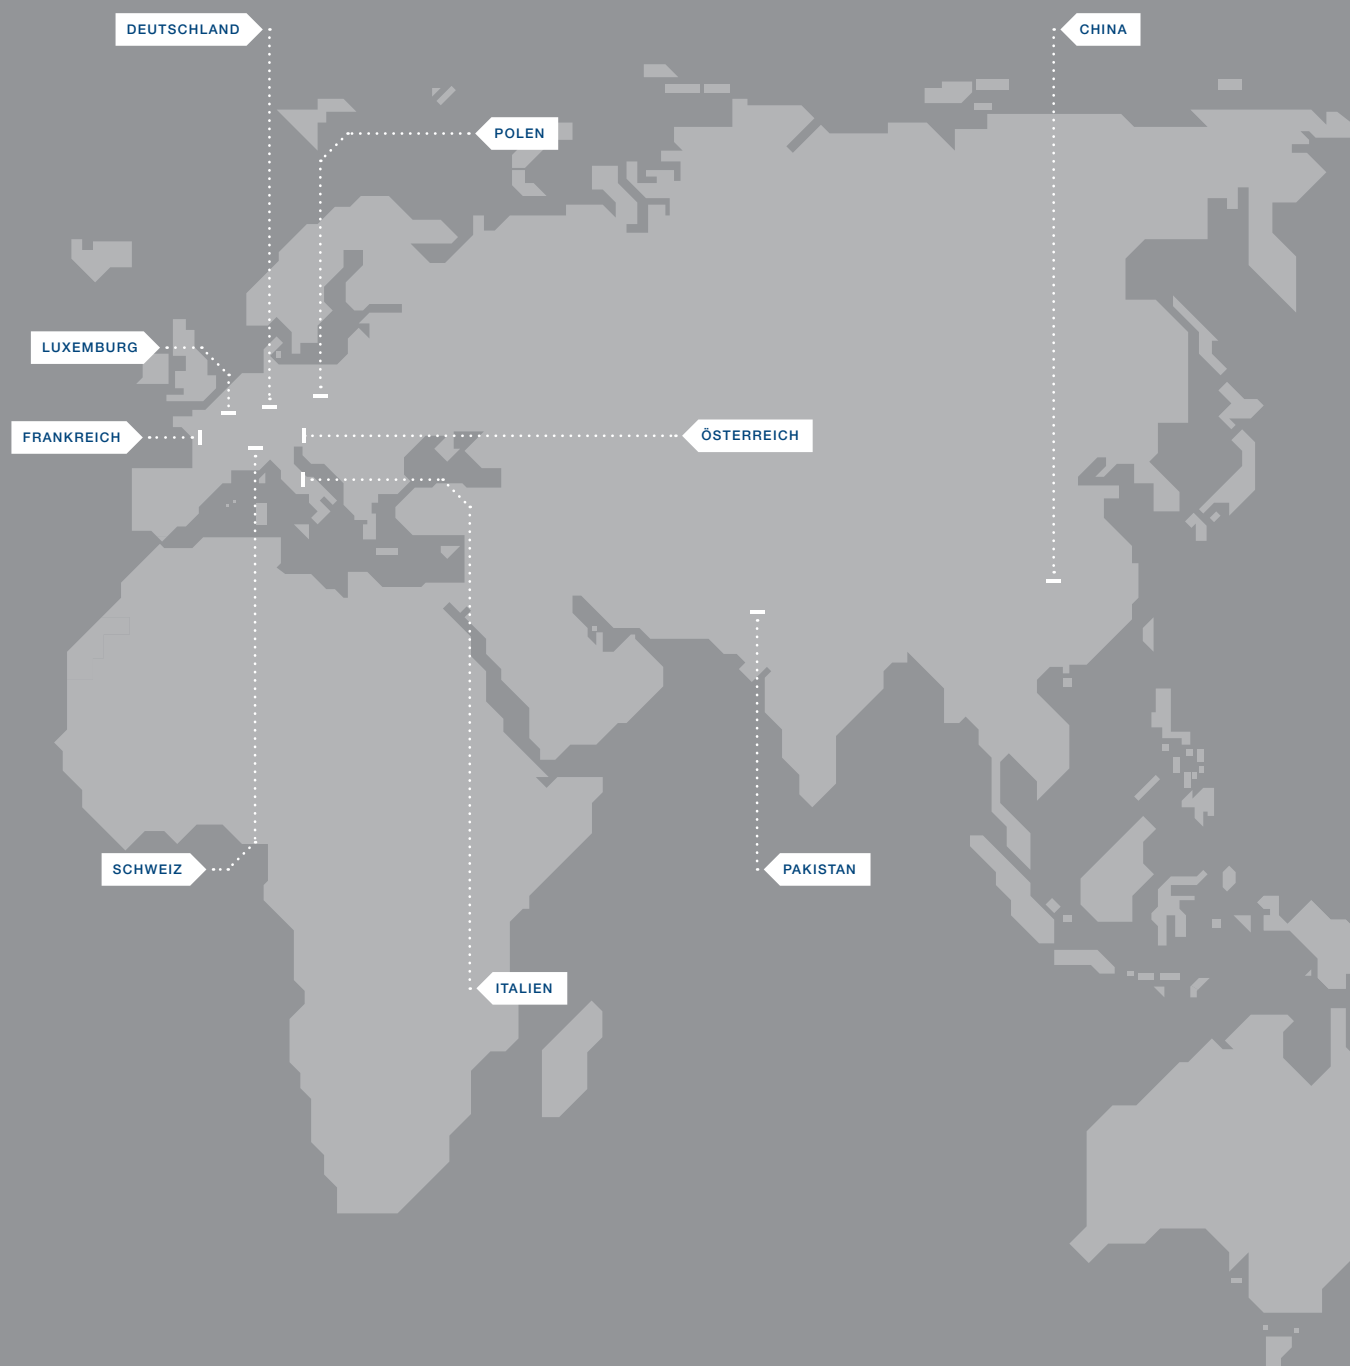 DEUTSCHLAND
CHINA
POLEN
LUXEMBURG
FRANKREICH
ÖSTERREICH
SCHWEIZ
PAKISTAN
ITALIEN